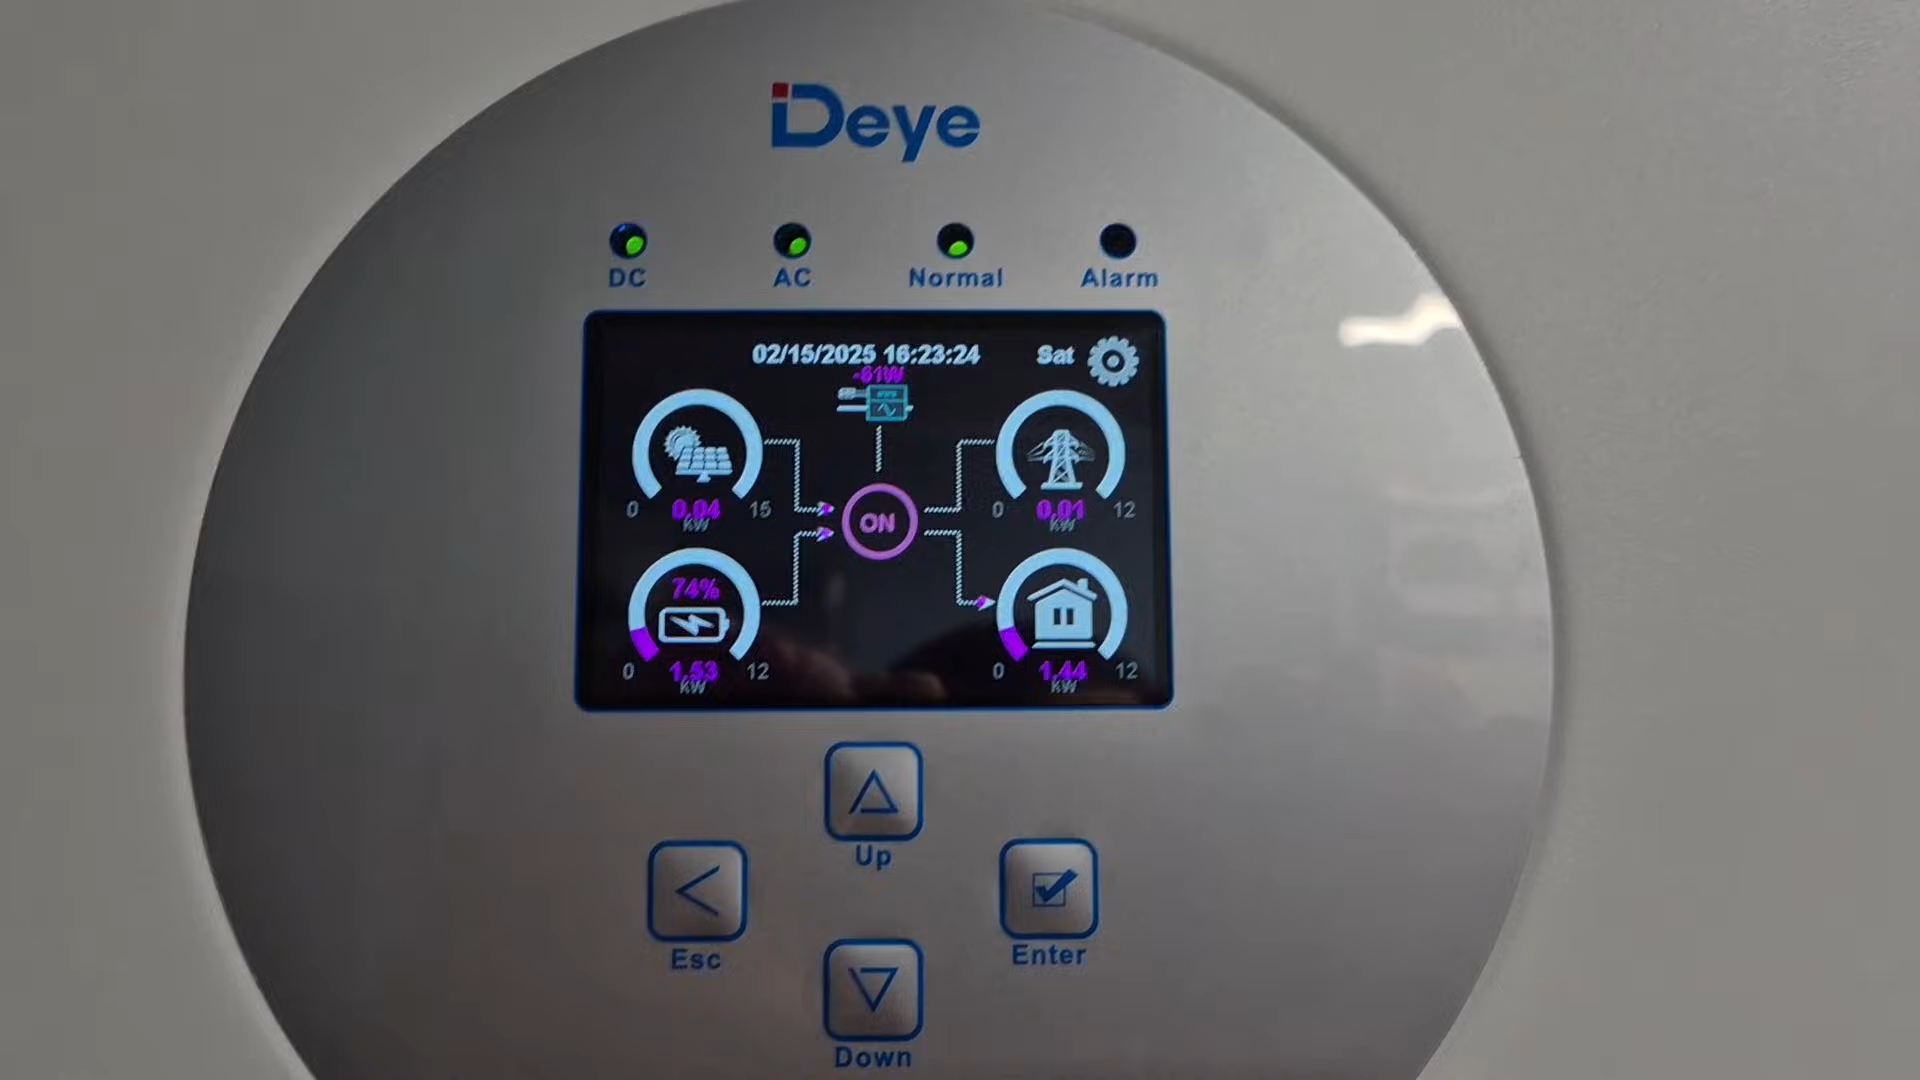 Deye
DC AC Normal Alarm
02/15/2025 16:23:24 Sat
-61W
0 0,04 15
kW
0 0,01 12
kW
ON
74%
0 1,53 12
kW
0 1,44 12
kW
Up
Esc
Enter
Down